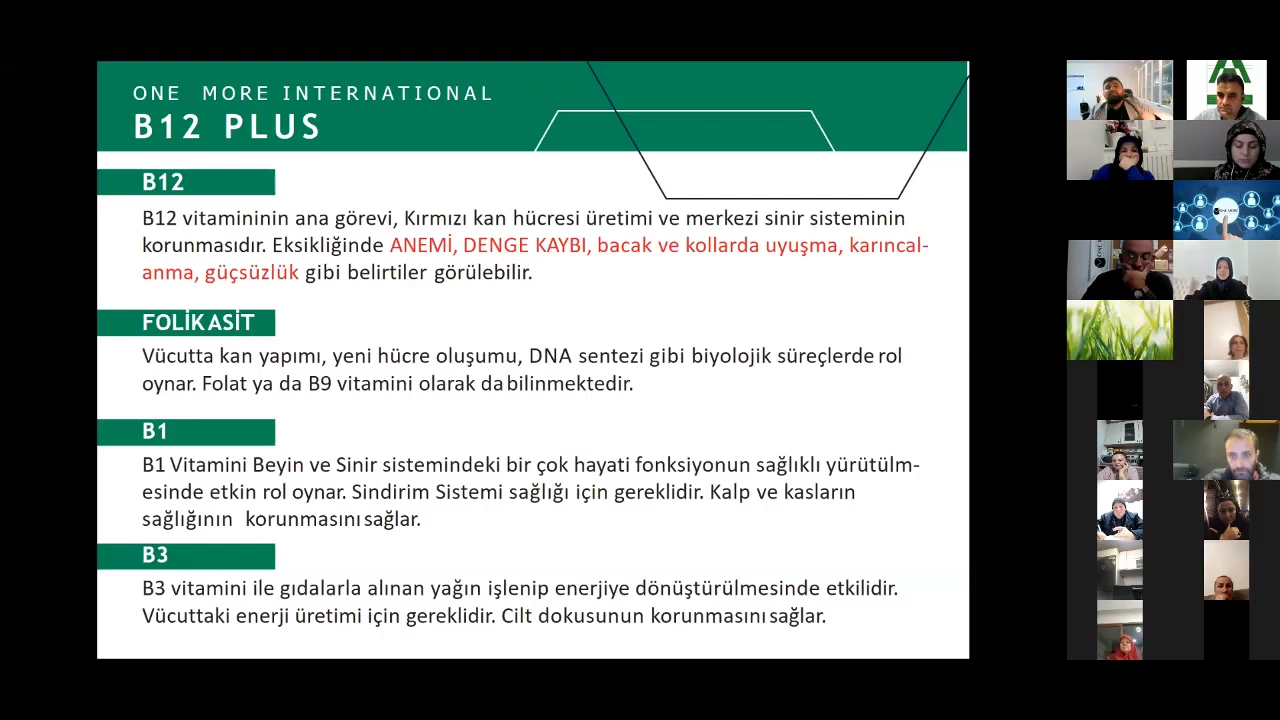 ONE MORE INTERNATIONAL
B12 PLUS
B12
B12 vitamininin ana görevi, Kırmızı kan hücresi üretimi ve merkezi sinir sisteminin
korunmasıdır. Eksikliğinde ANEMİ, DENGE KAYBI, bacak ve kollarda uyuşma, karıncal-
anma, güçsüzlük gibi belirtiler görülebilir.
FOLİK ASİT
Vücutta kan yapımı, yeni hücre oluşumu, DNA sentezi gibi biyolojik süreçlerde rol
oynar. Folat ya da B9 vitamini olarak da bilinmektedir.
B1
B1 Vitamini Beyin ve Sinir sistemindeki bir çok hayati fonksiyonun sağlıklı yürütülm-
esinde etkin rol oynar. Sindirim Sistemi sağlığı için gereklidir. Kalp ve kasların
sağlığının korunmasını sağlar.
B3
B3 vitamini ile gıdalarla alınan yağın işlenip enerjiye dönüştürülmesinde etkilidir.
Vücuttaki enerji üretimi için gereklidir. Cilt dokusunun korunmasını sağlar.
ONE MORE